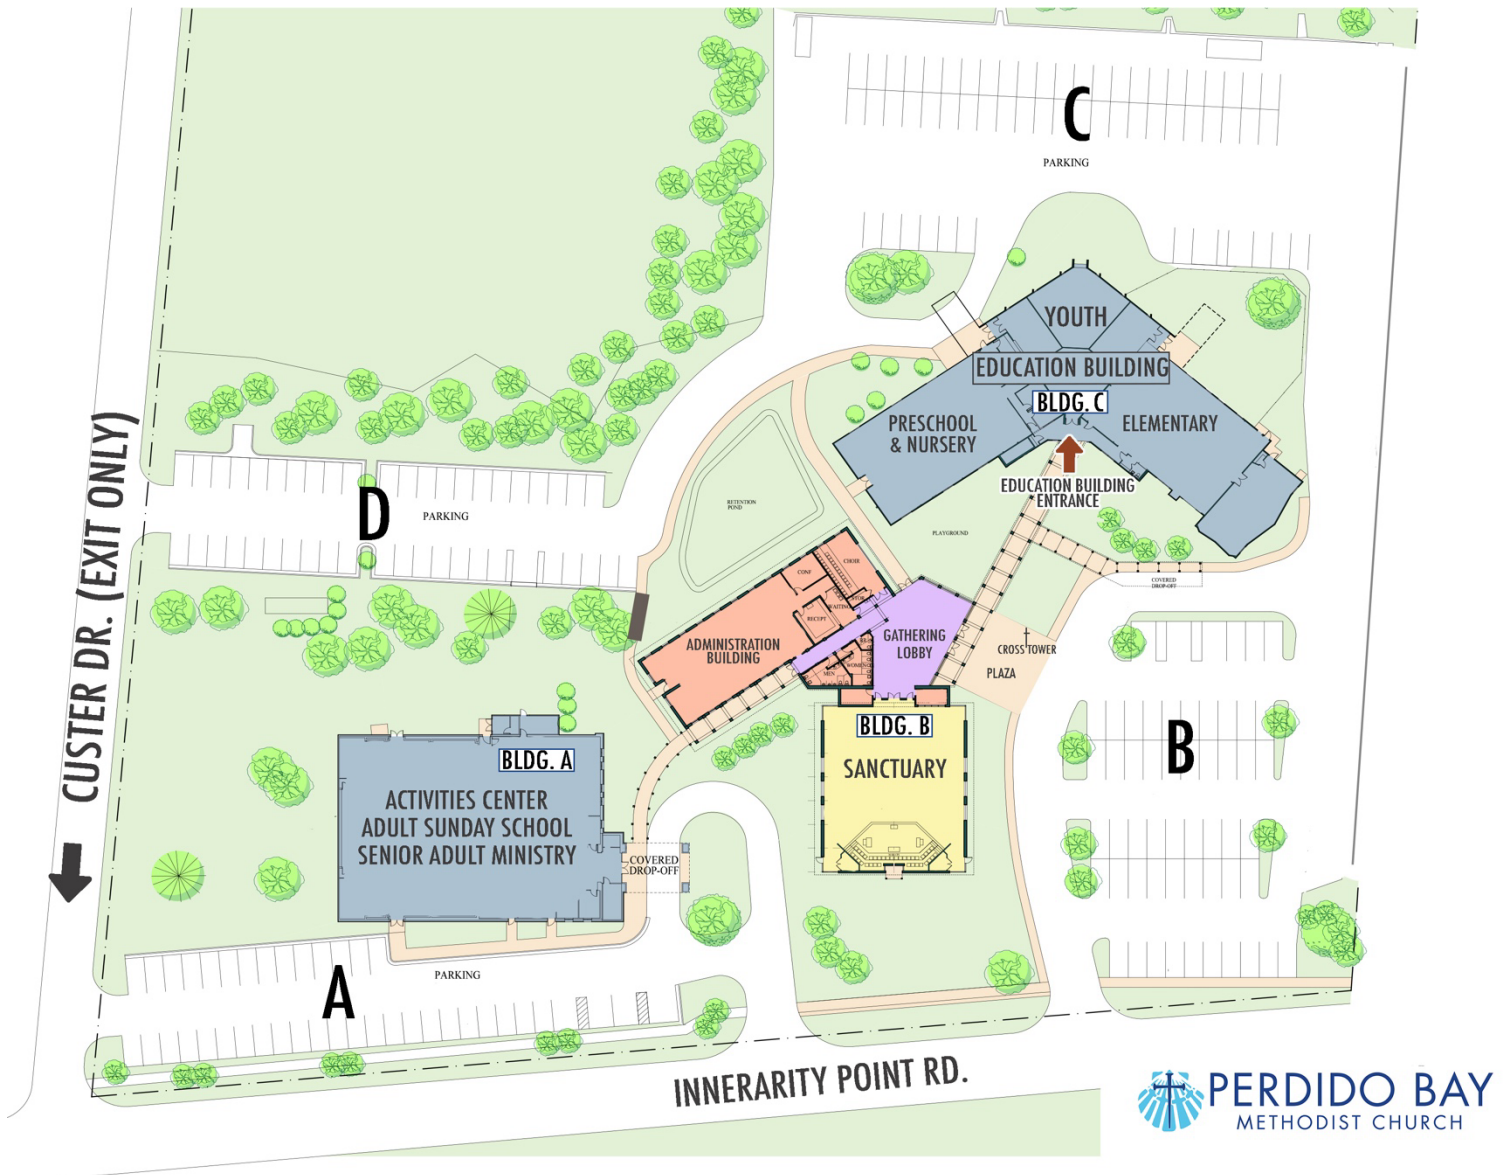 C
PARKING
YOUTH
EDUCATION BUILDING
BLDG. C
PRESCHOOL
& NURSERY
ELEMENTARY
EDUCATION BUILDING
ENTRANCE
CUSTER DR. (EXIT ONLY)
D
PARKING
RETENTION
POND
PLAYGROUND
COVERED
DROP-OFF
CHOIR
CONF
STOR
WAITING
RECEPT
ADMINISTRATION
BUILDING
MEN
WOMEN
GATHERING
LOBBY
CROSS TOWER
PLAZA
BLDG. B
SANCTUARY
B
BLDG. A
ACTIVITIES CENTER
ADULT SUNDAY SCHOOL
SENIOR ADULT MINISTRY
COVERED
DROP-OFF
A
PARKING
INNERARITY POINT RD.
PERDIDO BAY
METHODIST CHURCH